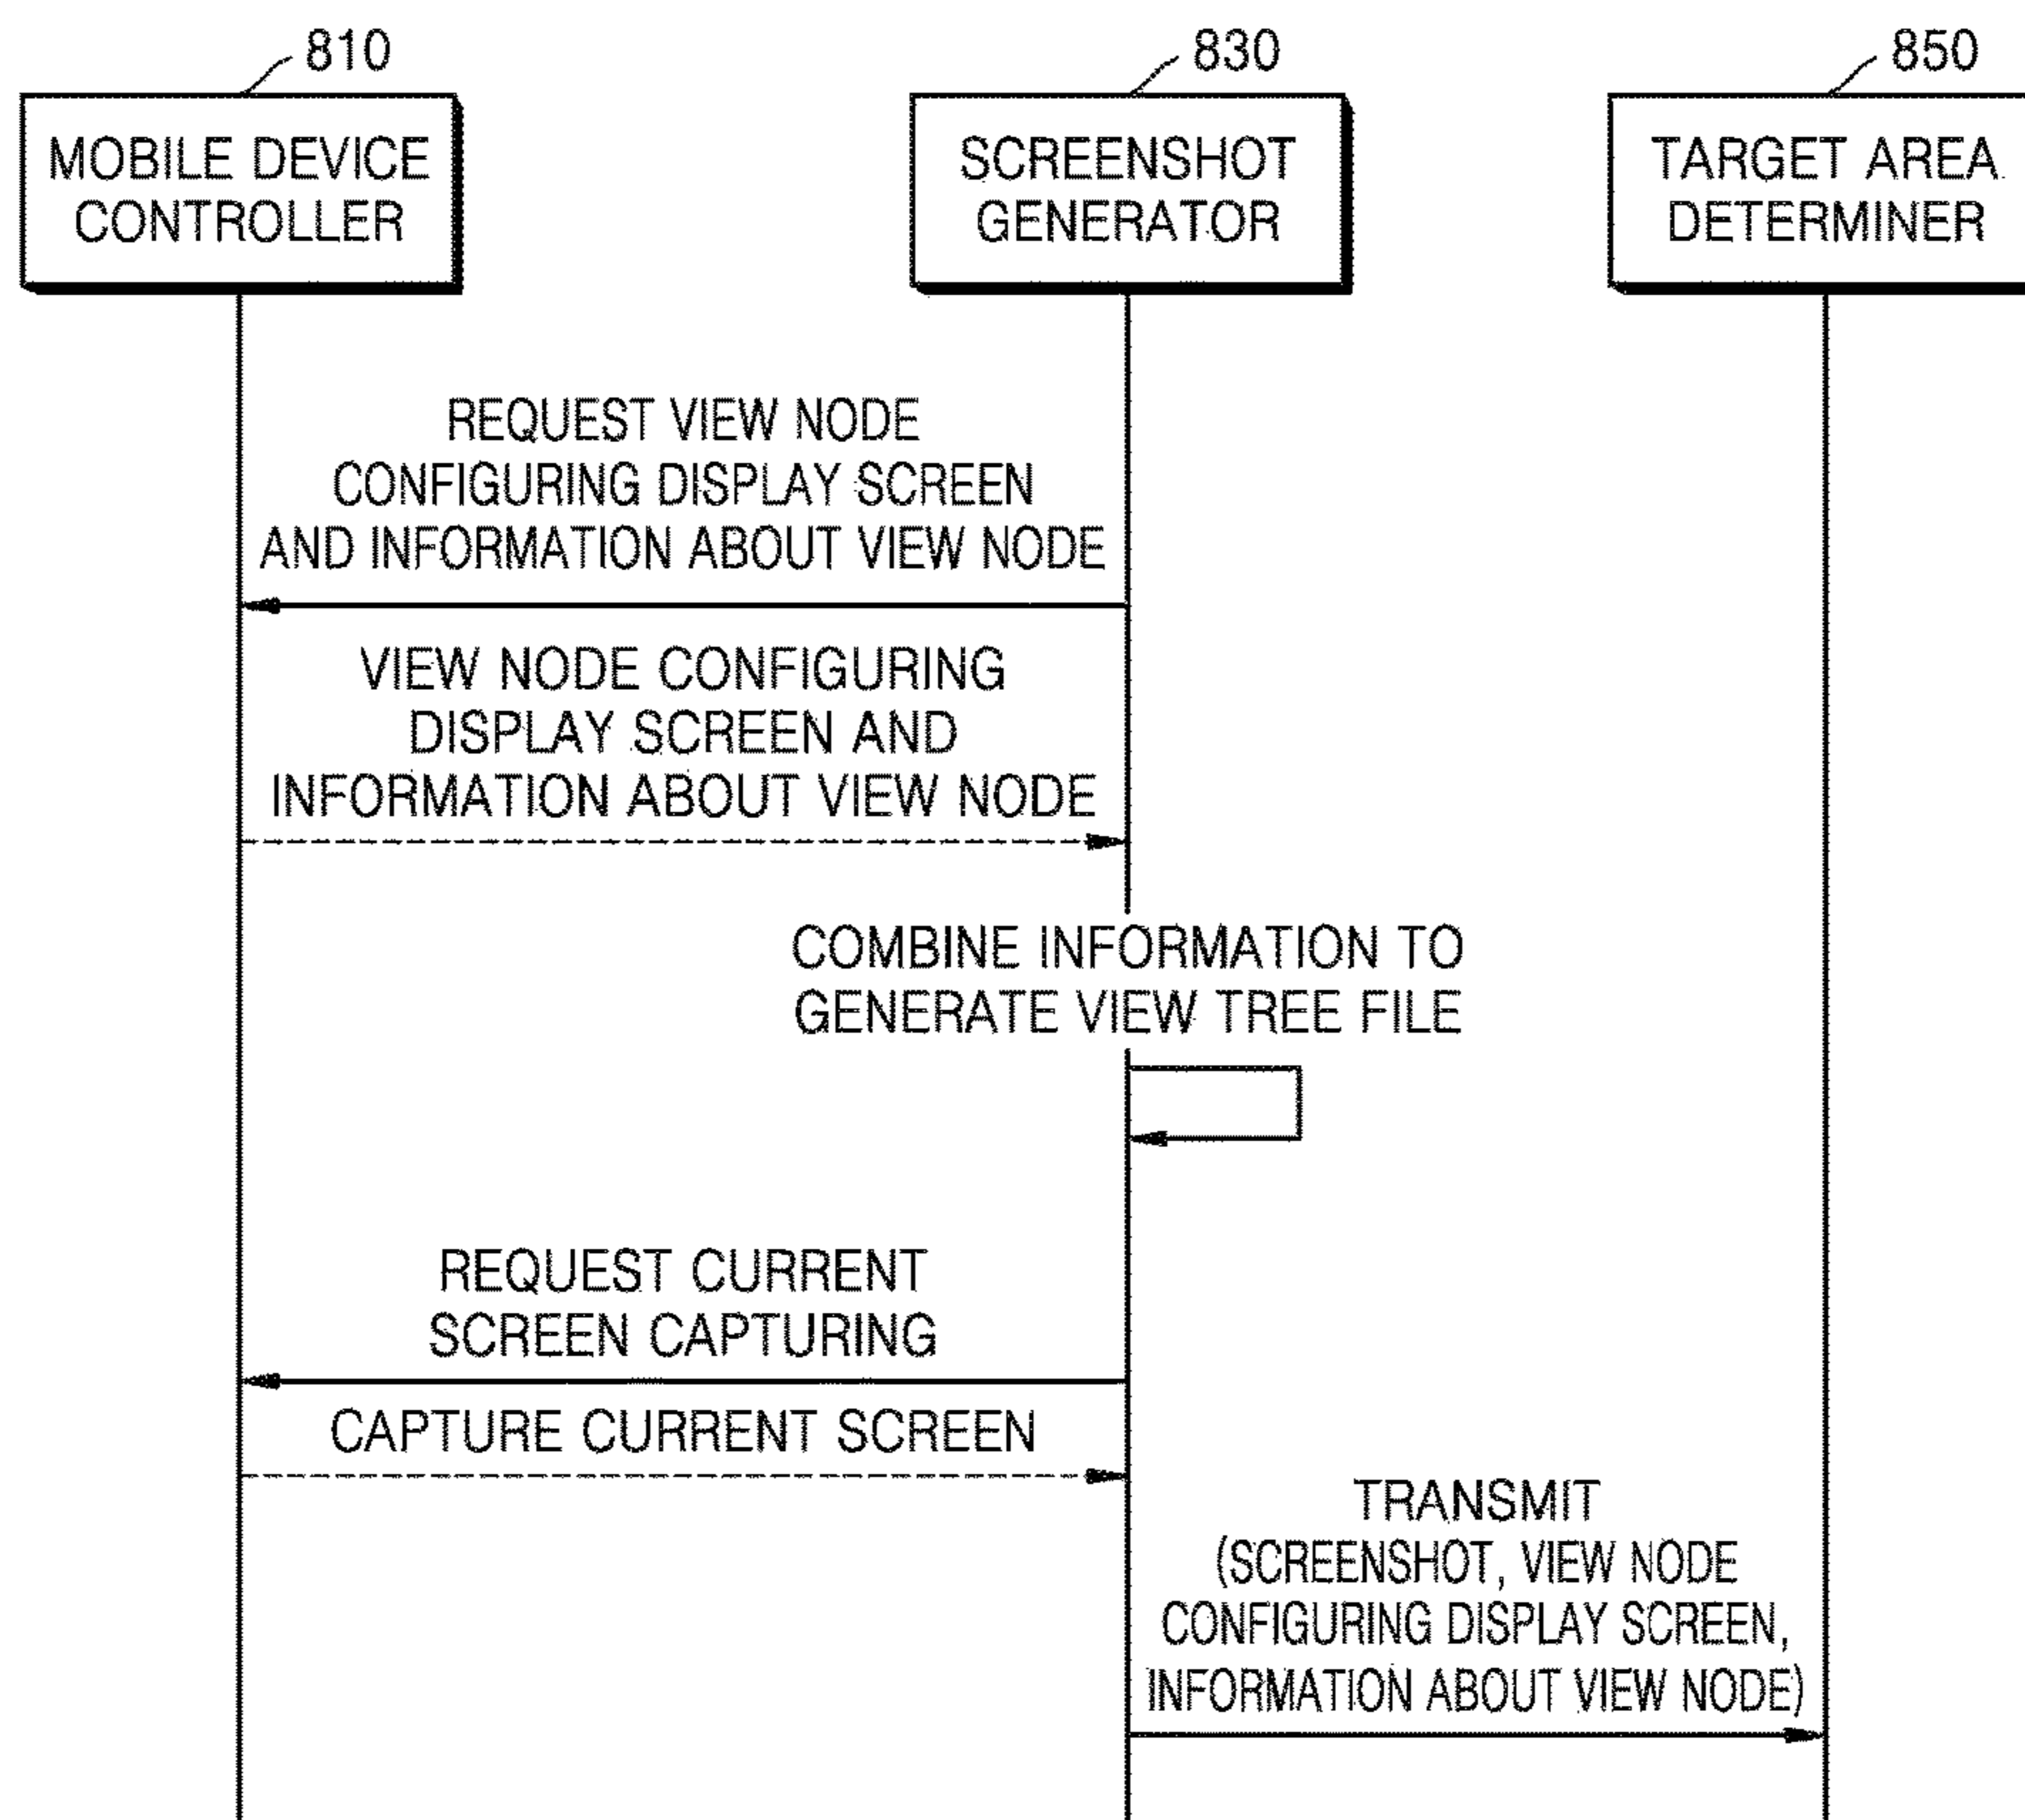 810
830
850
MOBILE DEVICE
CONTROLLER
SCREENSHOT
GENERATOR
TARGET AREA
DETERMINER
REQUEST VIEW NODE
CONFIGURING DISPLAY SCREEN
AND INFORMATION ABOUT VIEW NODE
VIEW NODE CONFIGURING
DISPLAY SCREEN AND
INFORMATION ABOUT VIEW NODE
COMBINE INFORMATION TO
GENERATE VIEW TREE FILE
REQUEST CURRENT
SCREEN CAPTURING
CAPTURE CURRENT SCREEN
TRANSMIT
(SCREENSHOT, VIEW NODE
CONFIGURING DISPLAY SCREEN,
INFORMATION ABOUT VIEW NODE)